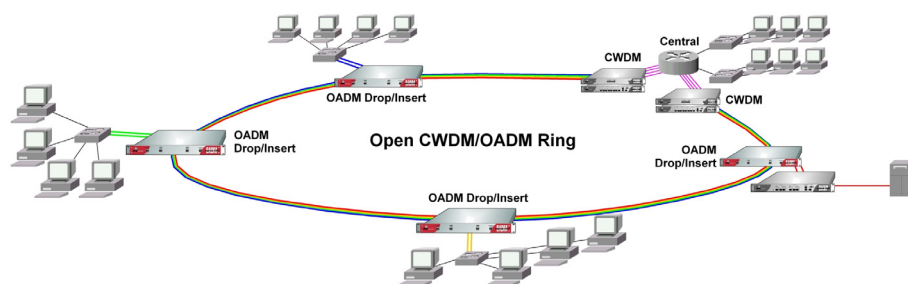 Central
CWDM
OADM Drop/Insert
CWDM
OADM
Drop/Insert
Open CWDM/OADM Ring
OADM
Drop/Insert
OADM Drop/Insert